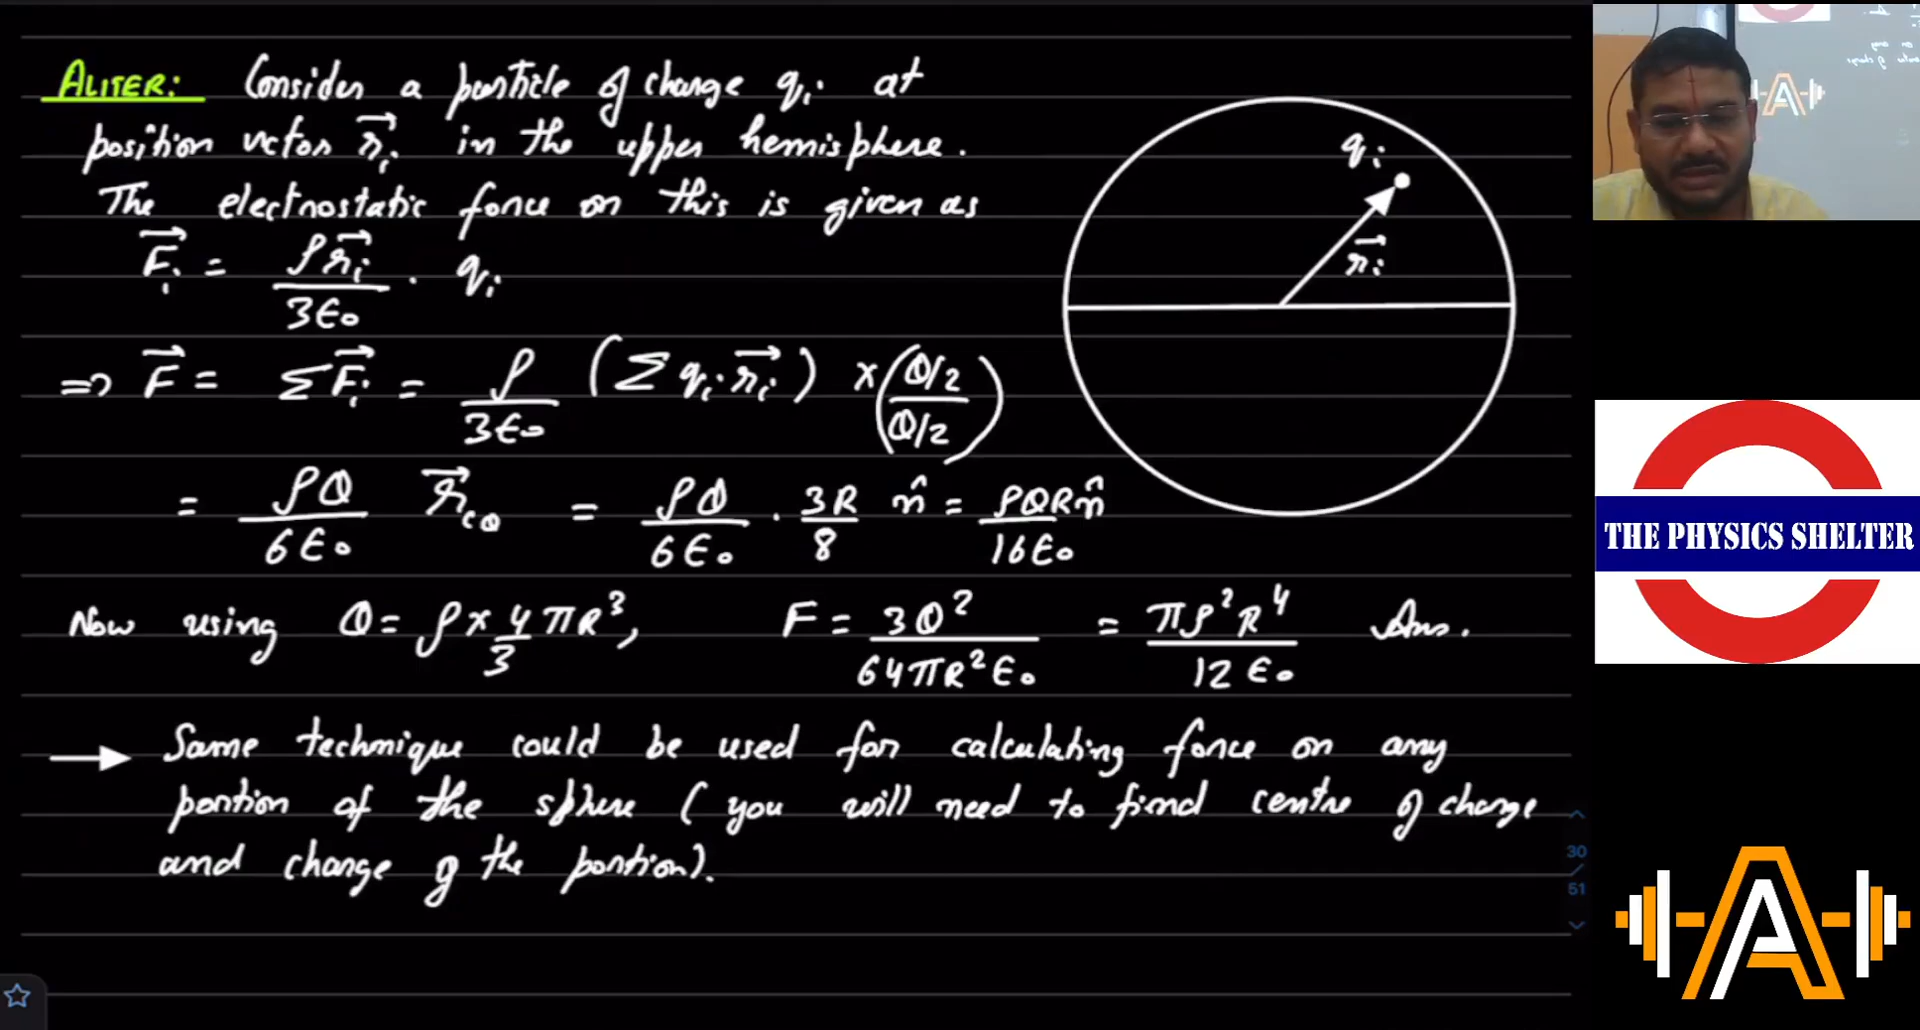 ALITER: Consider a particle of charge qᵢ at
position vector r⃗ᵢ in the upper hemisphere.
The electrostatic force on this is given as
F⃗ᵢ = ρr⃗ᵢ/3ε₀ · qᵢ
⇒ F⃗ = ΣF⃗ᵢ = ρ/3ε₀ (Σqᵢr⃗ᵢ) × (Q/2 / Q/2)
= ρQ/6ε₀ r⃗_CQ = ρQ/6ε₀ · 3R/8 n̂ = ρQRn̂/16ε₀
Now using Q = ρ × 4/3 πR³, F = 3Q²/64πR²ε₀ = πρ²R⁴/12ε₀ Ans.
→ Same technique could be used for calculating force on any
portion of the sphere (you will need to find centre of charge
and charge of the portion).
qᵢ
r⃗ᵢ
THE PHYSICS SHELTER
30
51
A